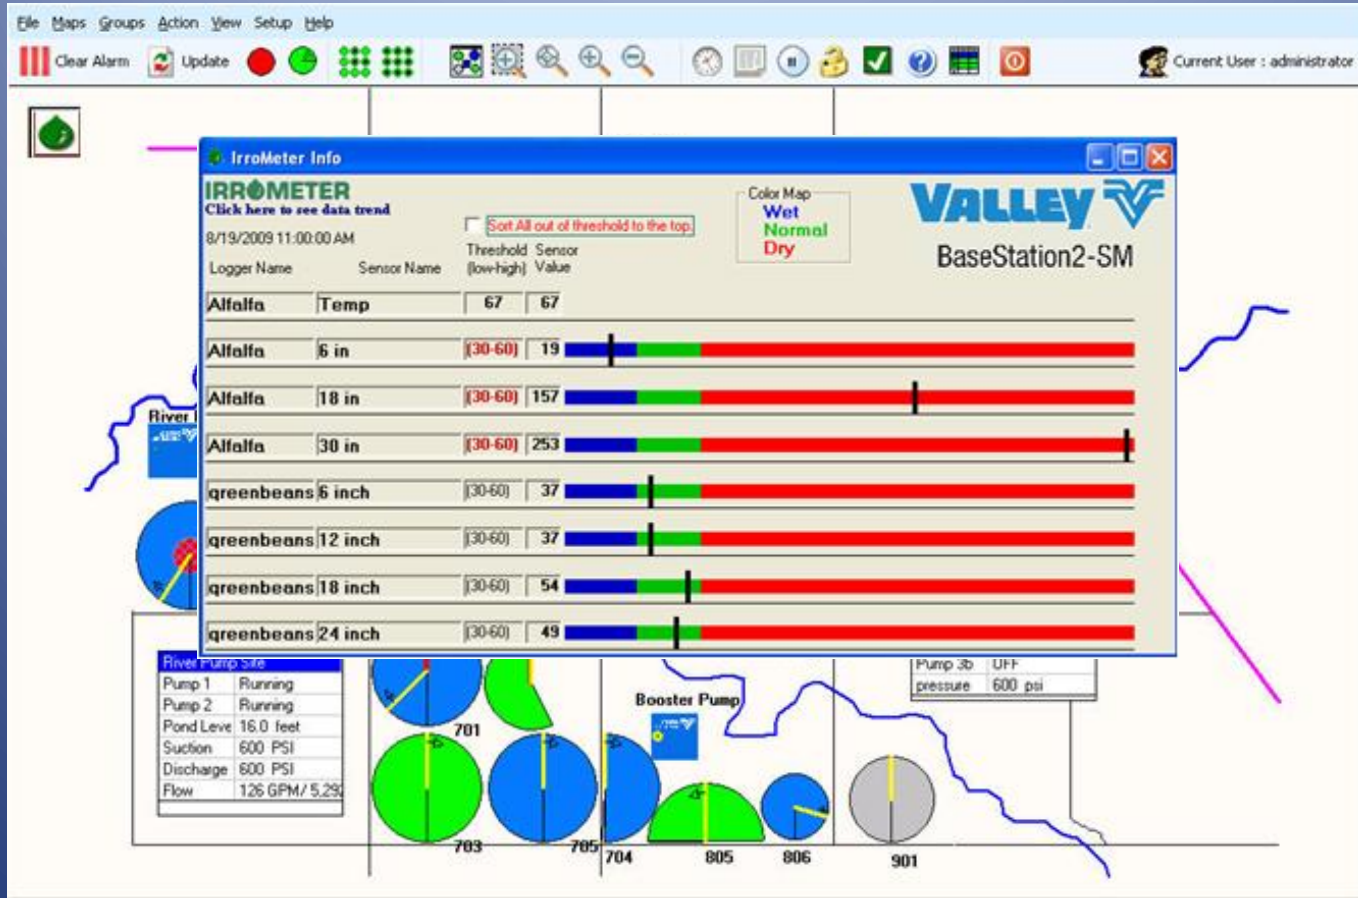 File Maps Groups Action View Setup Help
Clear Alarm Update Current User : administrator
IrroMeter Info
IRROMETER
Click here to see data trend
8/19/2009 11:00:00 AM
Sort All out of threshold to the top.
Color Map
Wet
Normal
Dry
VALLEY
BaseStation2-SM
Logger Name Sensor Name Threshold (low-high) Sensor Value
Alfalfa Temp 67 67
Alfalfa 6 in (30-60) 19
Alfalfa 18 in (30-60) 157
Alfalfa 30 in (30-60) 253
greenbeans 6 inch (30-60) 37
greenbeans 12 inch (30-60) 37
greenbeans 18 inch (30-60) 54
greenbeans 24 inch (30-60) 49
River
River Pump Site
Pump 1 Running
Pump 2 Running
Pond Leve 16.0 feet
Suction 600 PSI
Discharge 600 PSI
Flow 126 GPM/ 5,292
Pump 3b OFF
pressure 600 psi
Booster Pump
701
703
705
704
805
806
901